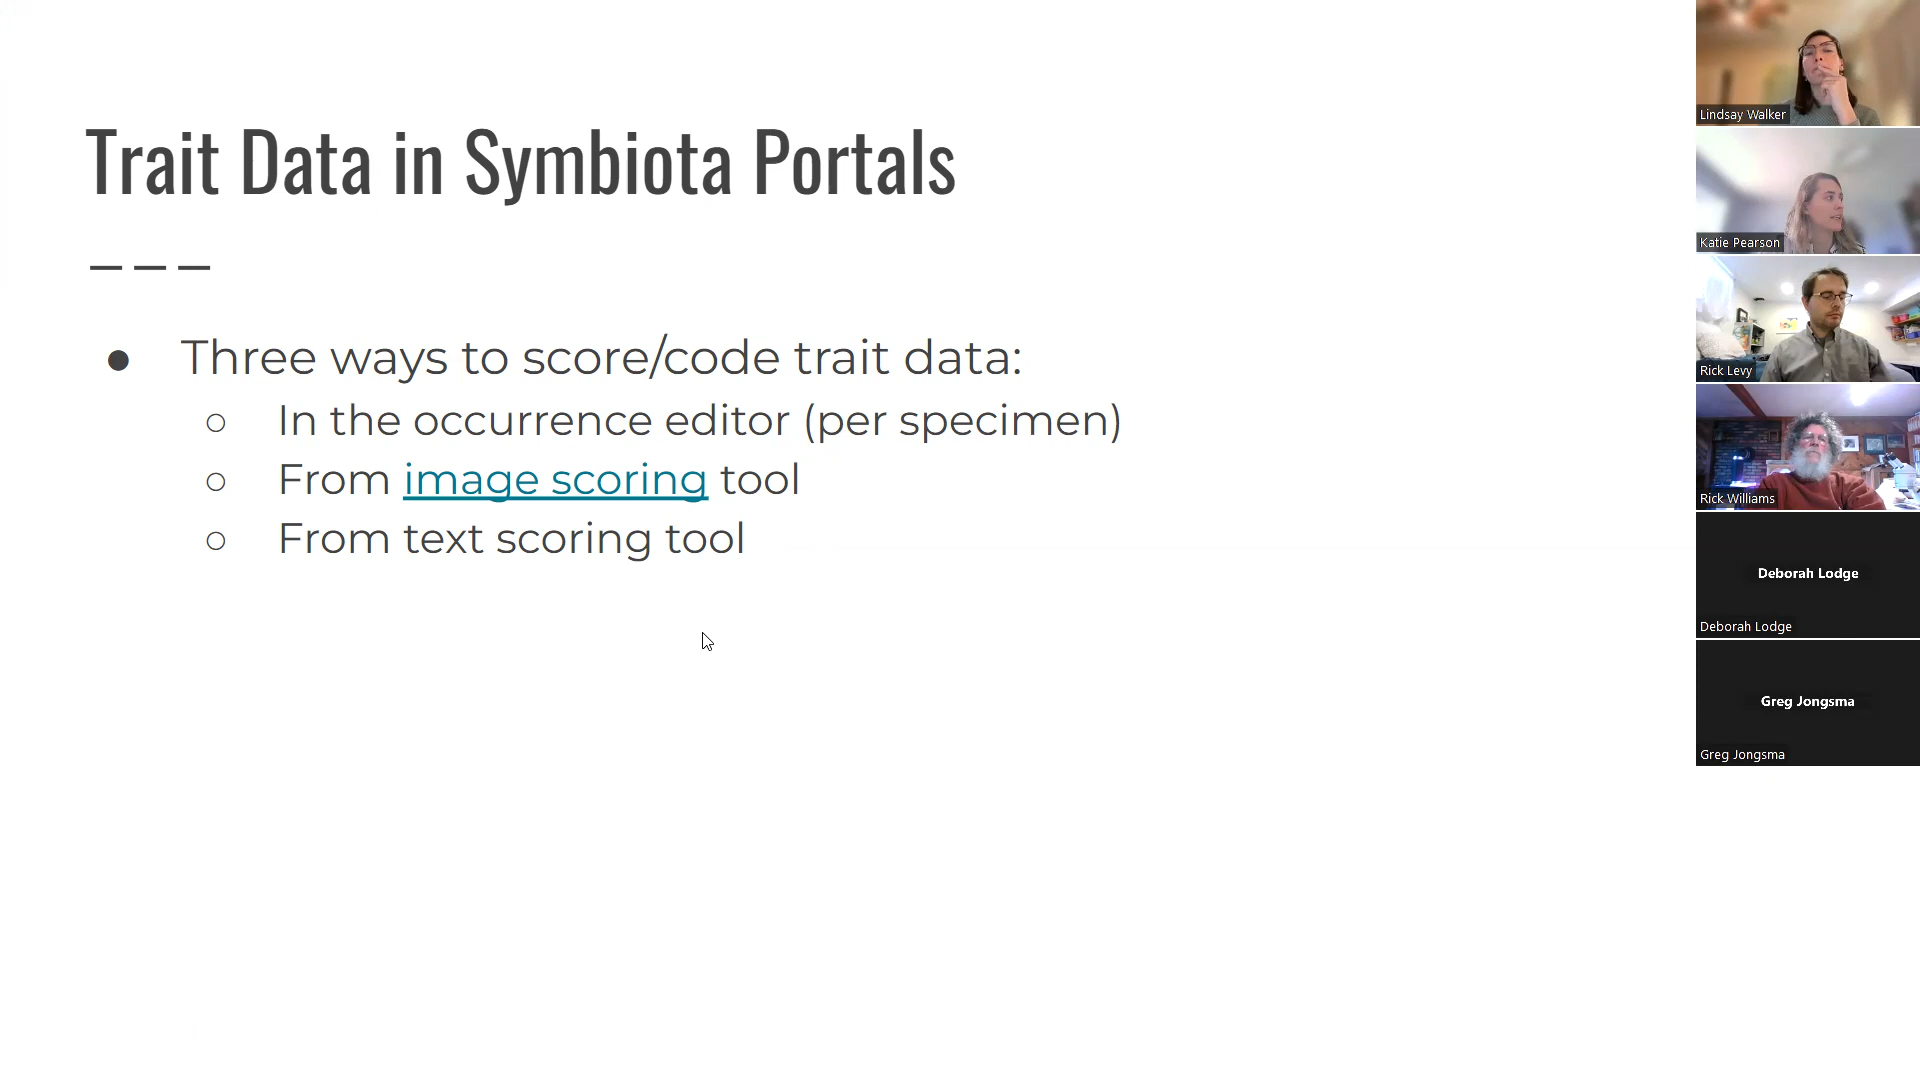 Trait Data in Symbiota Portals
● Three ways to score/code trait data:
○ In the occurrence editor (per specimen)
○ From image scoring tool
○ From text scoring tool
Lindsay Walker
Katie Pearson
Rick Levy
Rick Williams
Deborah Lodge
Deborah Lodge
Greg Jongsma
Greg Jongsma